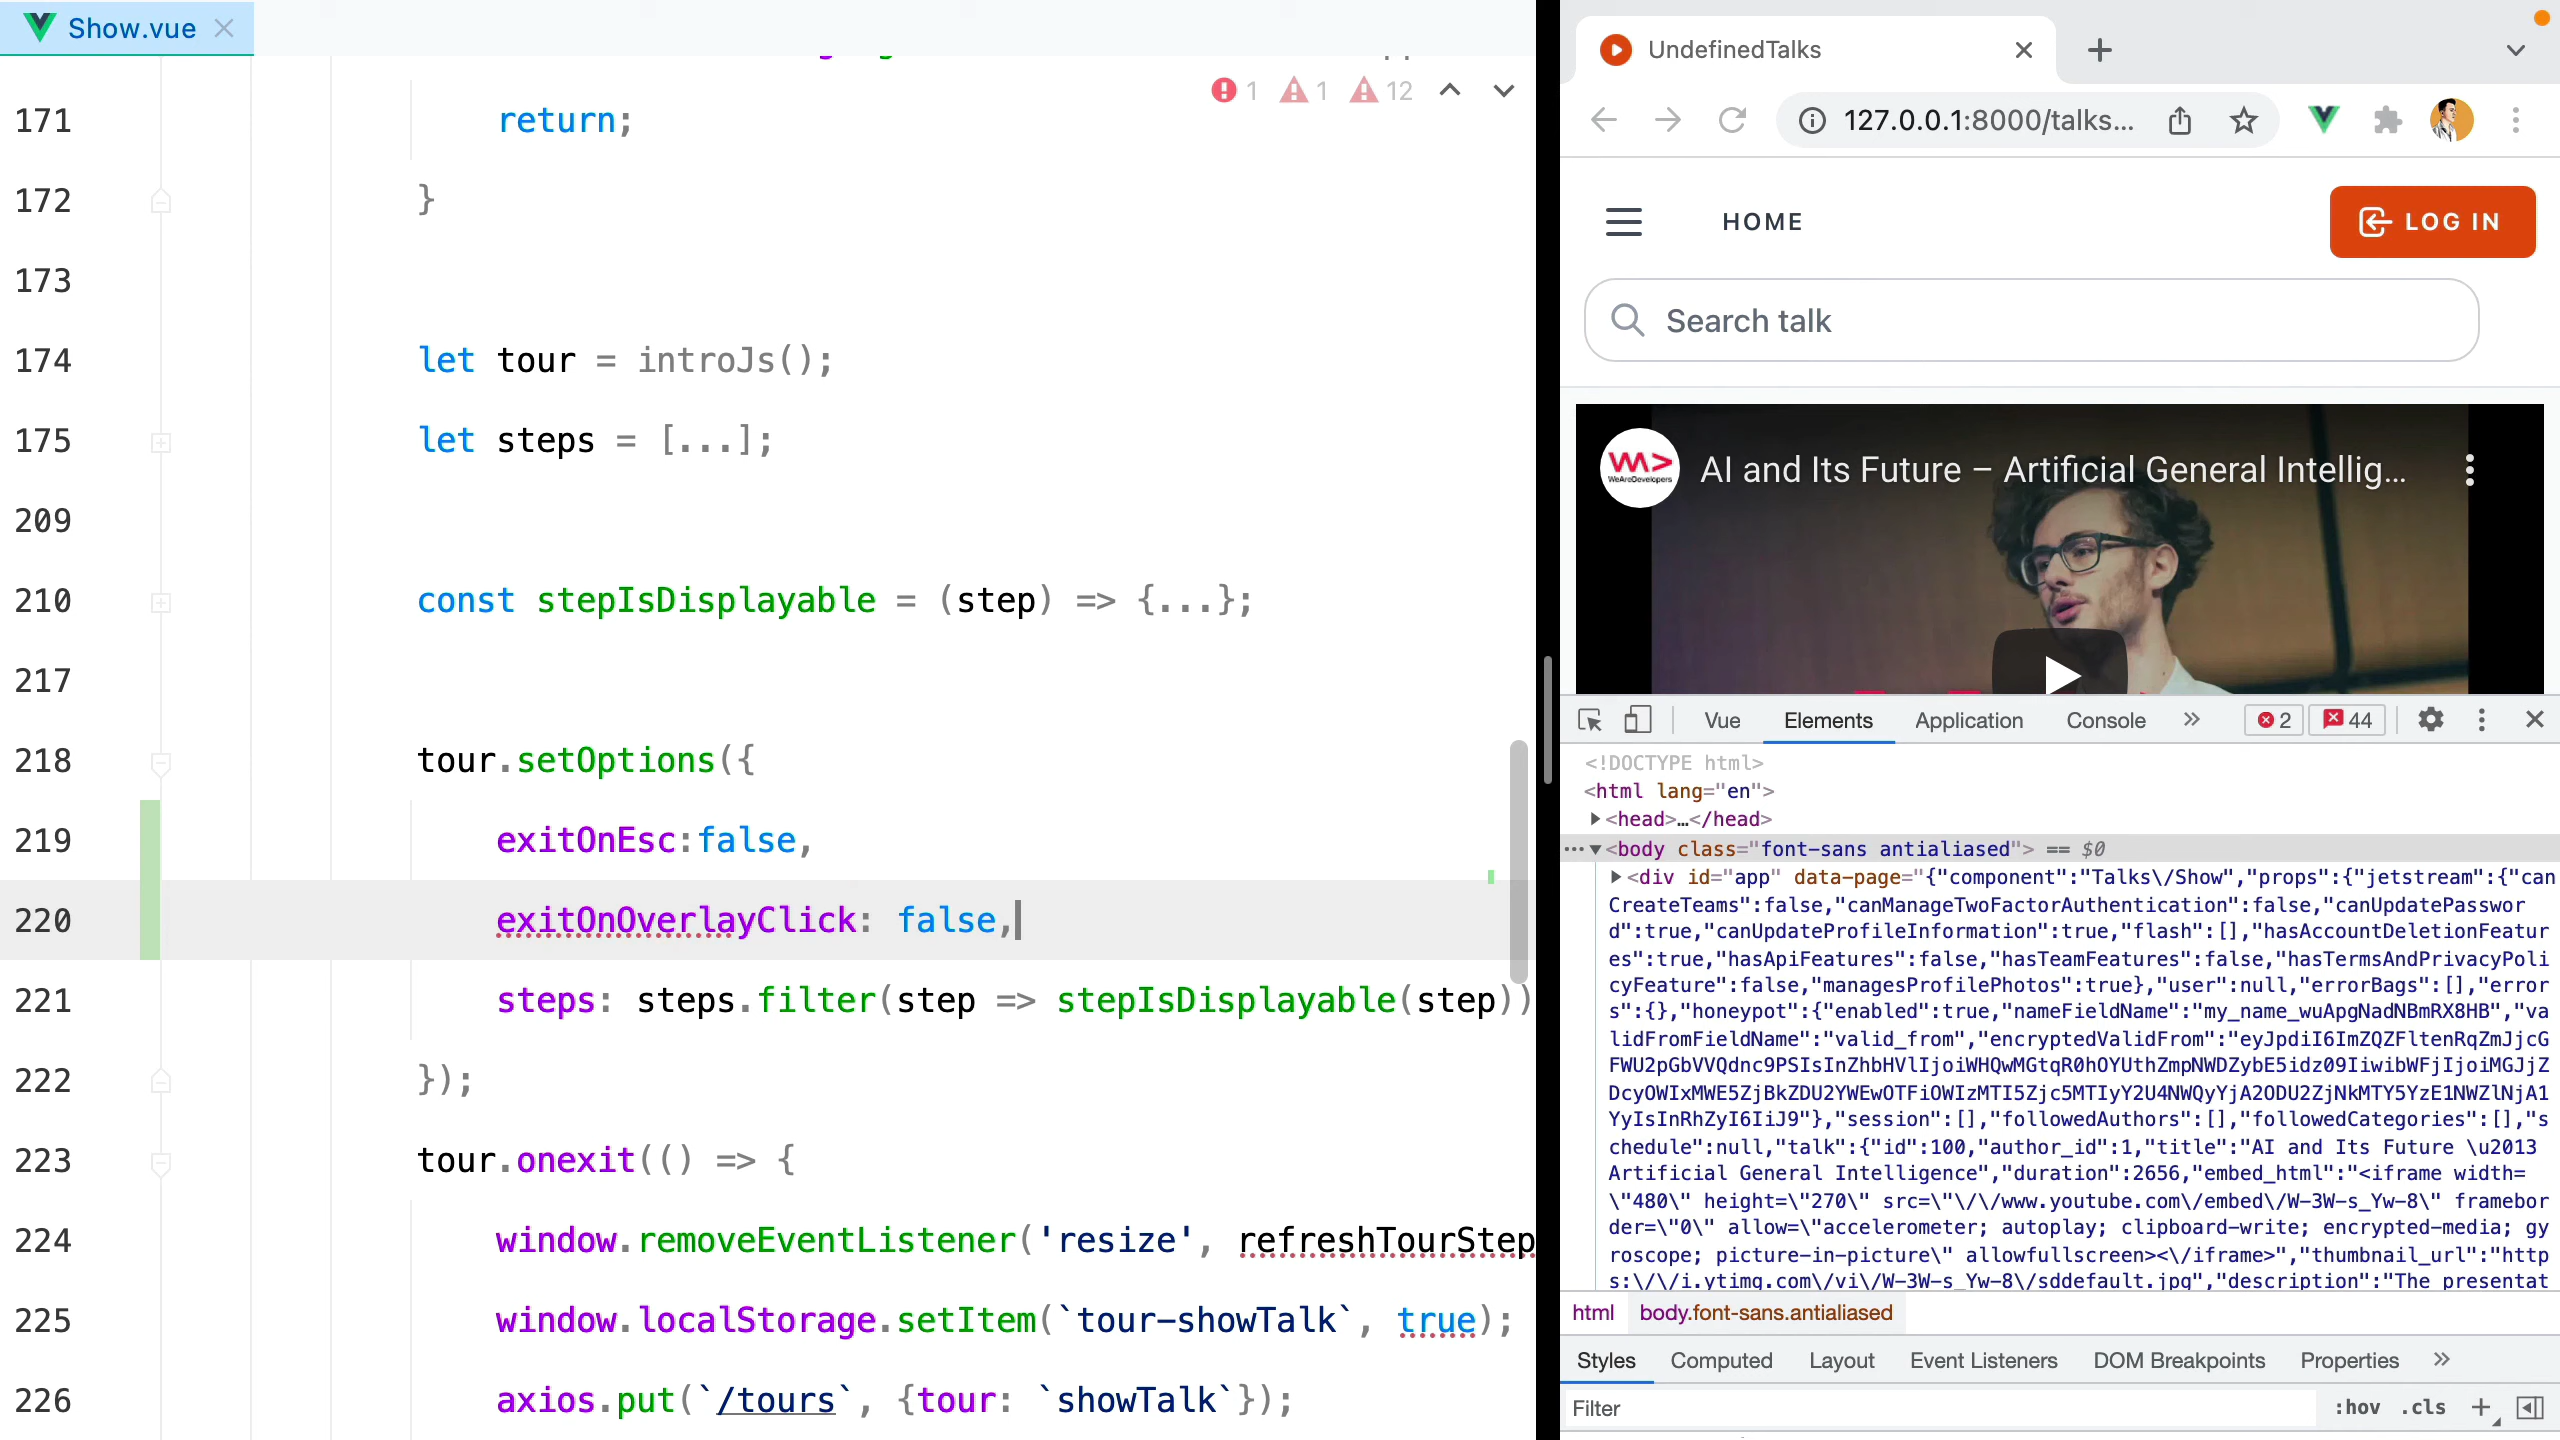 Show.vue
1 1 12
171 return;
172 }
173
174 let tour = introJs();
175 let steps = [...];
209
210 const stepIsDisplayable = (step) => {...};
217
218 tour.setOptions({
219 exitOnEsc:false,
220 exitOnOverlayClick: false,
221 steps: steps.filter(step => stepIsDisplayable(step))
222 });
223 tour.onexit(() => {
224 window.removeEventListener('resize', refreshTourStep
225 window.localStorage.setItem(`tour-showTalk`, true);
226 axios.put(`/tours`, {tour: `showTalk`});
UndefinedTalks
127.0.0.1:8000/talks...
HOME
LOG IN
Search talk
WeAreDevelopers
AI and Its Future – Artificial General Intellig...
Vue Elements Application Console » 2 44
<!DOCTYPE html>
<html lang="en">
<head>…</head>
<body class="font-sans antialiased"> == $0
<div id="app" data-page="{"component":"Talks\/Show","props":{"jetstream":{"can
CreateTeams":false,"canManageTwoFactorAuthentication":false,"canUpdatePasswor
d":true,"canUpdateProfileInformation":true,"flash":[],"hasAccountDeletionFeatur
es":true,"hasApiFeatures":false,"hasTeamFeatures":false,"hasTermsAndPrivacyPoli
cyFeature":false,"managesProfilePhotos":true},"user":null,"errorBags":[],"error
s":{},"honeypot":{"enabled":true,"nameFieldName":"my_name_wuApgNadNBmRX8HB","va
lidFromFieldName":"valid_from","encryptedValidFrom":"eyJpdiI6ImZQZFltenRqZmJjcG
FWU2pGbVVQdnc9PSIsInZhbHVlIjoiWHQwMGtqR0hOYUthZmpNWDZybE5idz09IiwibWFjIjoiMGJjZ
DcyOWIxMWE5ZjBkZDU2YWEwOTFiOWIzMTI5Zjc5MTIyY2U4NWQyYjA2ODU2ZjNkMTY5YzE1NWZlNjA1
YyIsInRhZyI6IiJ9"},"session":[],"followedAuthors":[],"followedCategories":[],"s
chedule":null,"talk":{"id":100,"author_id":1,"title":"AI and Its Future \u2013
Artificial General Intelligence","duration":2656,"embed_html":"<iframe width=
\"480\" height=\"270\" src=\"\/\/www.youtube.com\/embed\/W-3W-s_Yw-8\" framebor
der=\"0\" allow=\"accelerometer; autoplay; clipboard-write; encrypted-media; gy
roscope; picture-in-picture\" allowfullscreen><\/iframe>","thumbnail_url":"http
s:\/\/i.ytimg.com\/vi\/W-3W-s_Yw-8\/sddefault.jpg","description":"The presentat
html body.font-sans.antialiased
Styles Computed Layout Event Listeners DOM Breakpoints Properties »
Filter :hov .cls +